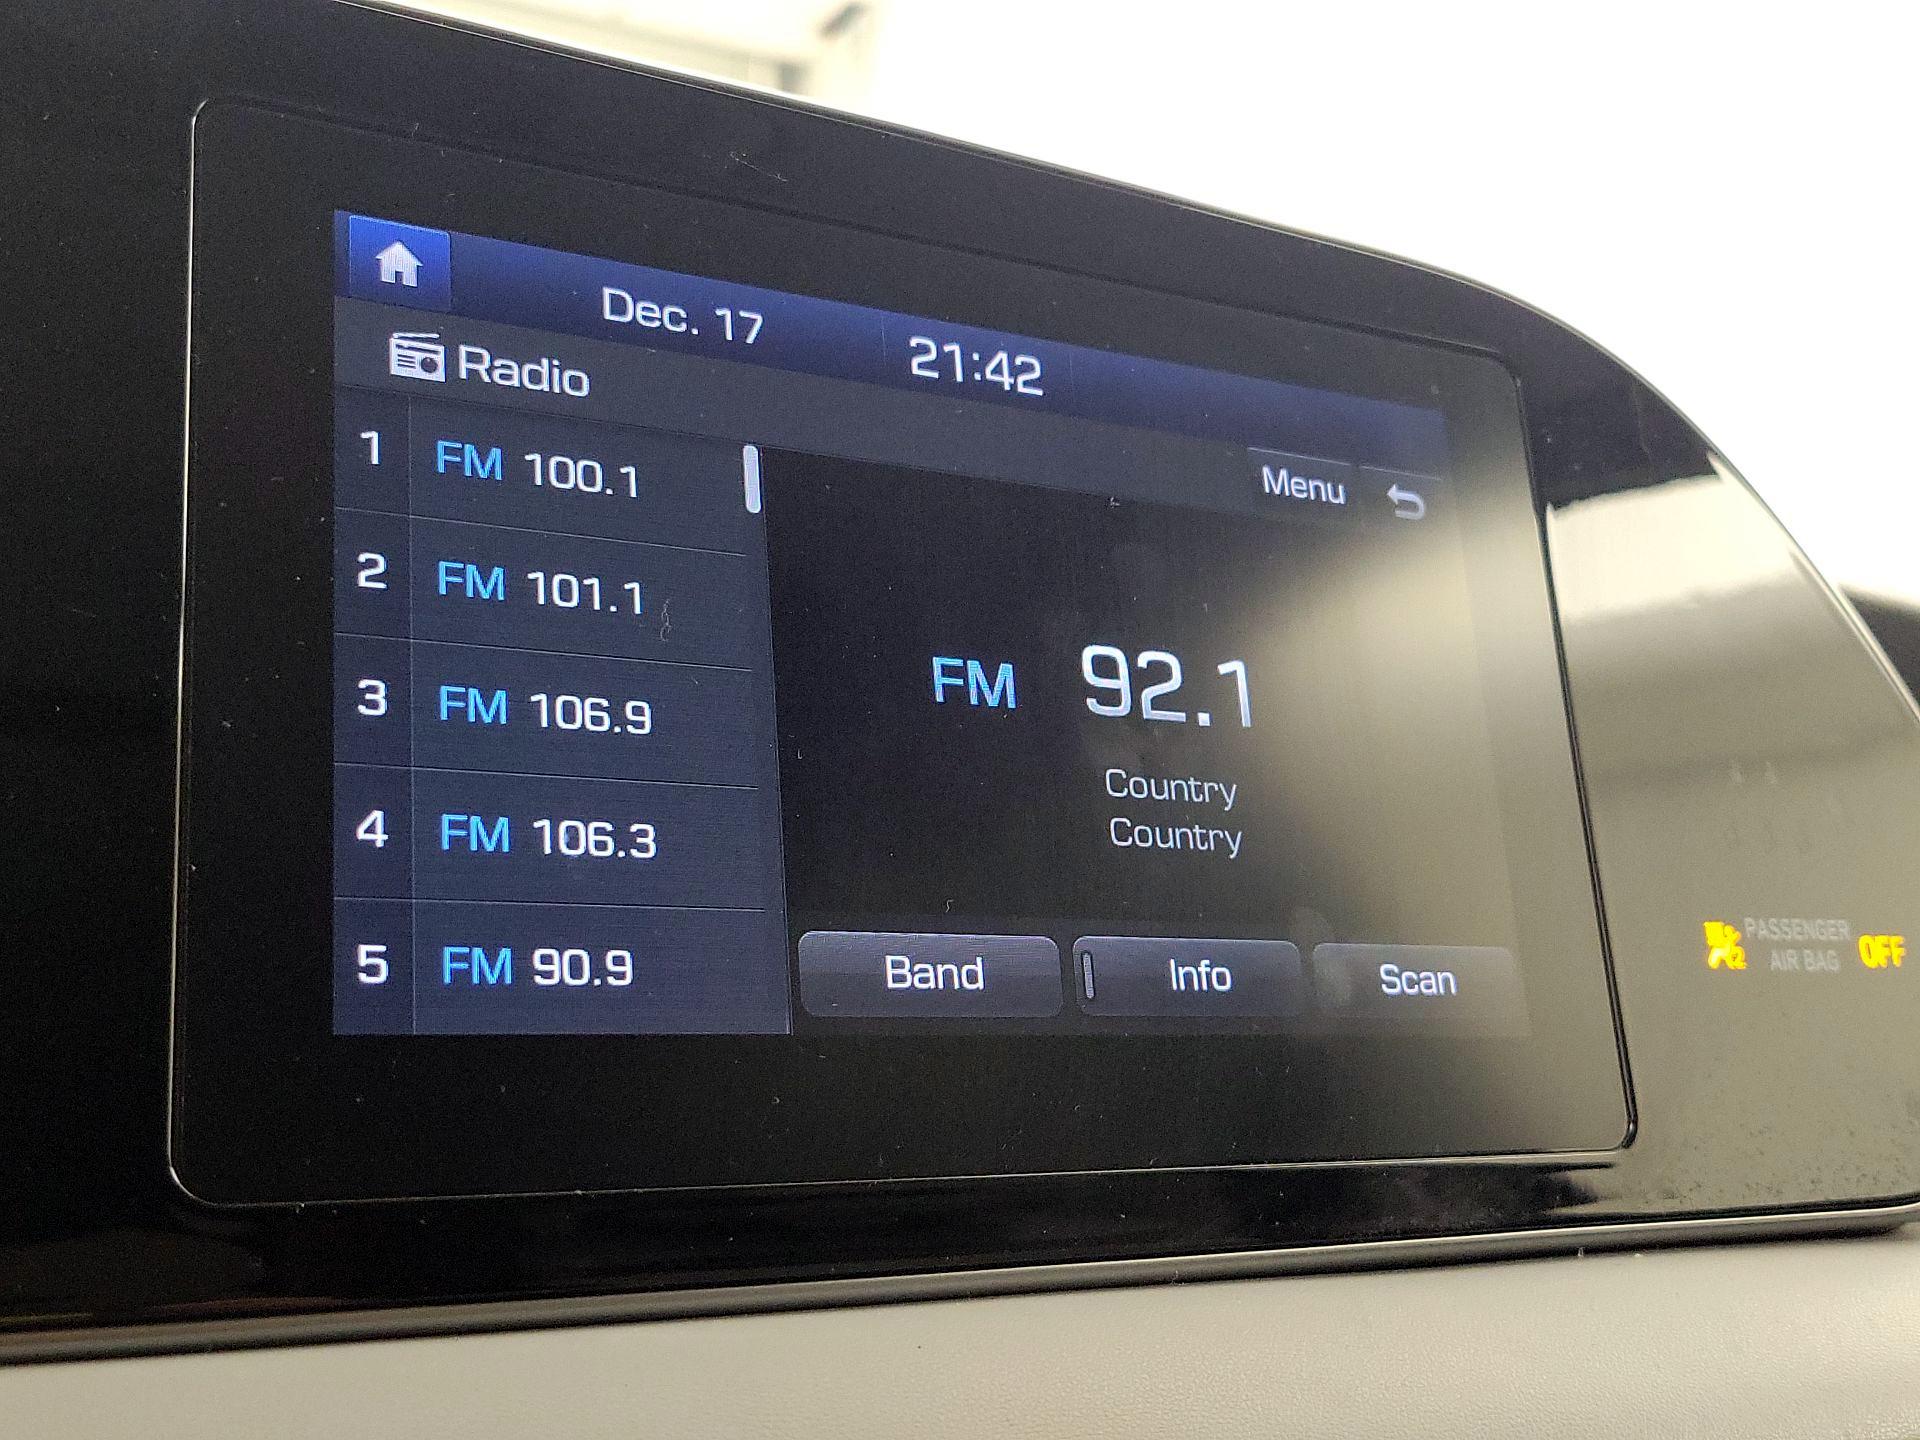 Dec. 17
21:42
Radio
Menu
1 FM 100.1
2 FM 101.1
3 FM 106.9
4 FM 106.3
5 FM 90.9
FM 92.1
Country
Country
Band
Info
Scan
PASSENGER
AIR BAG OFF